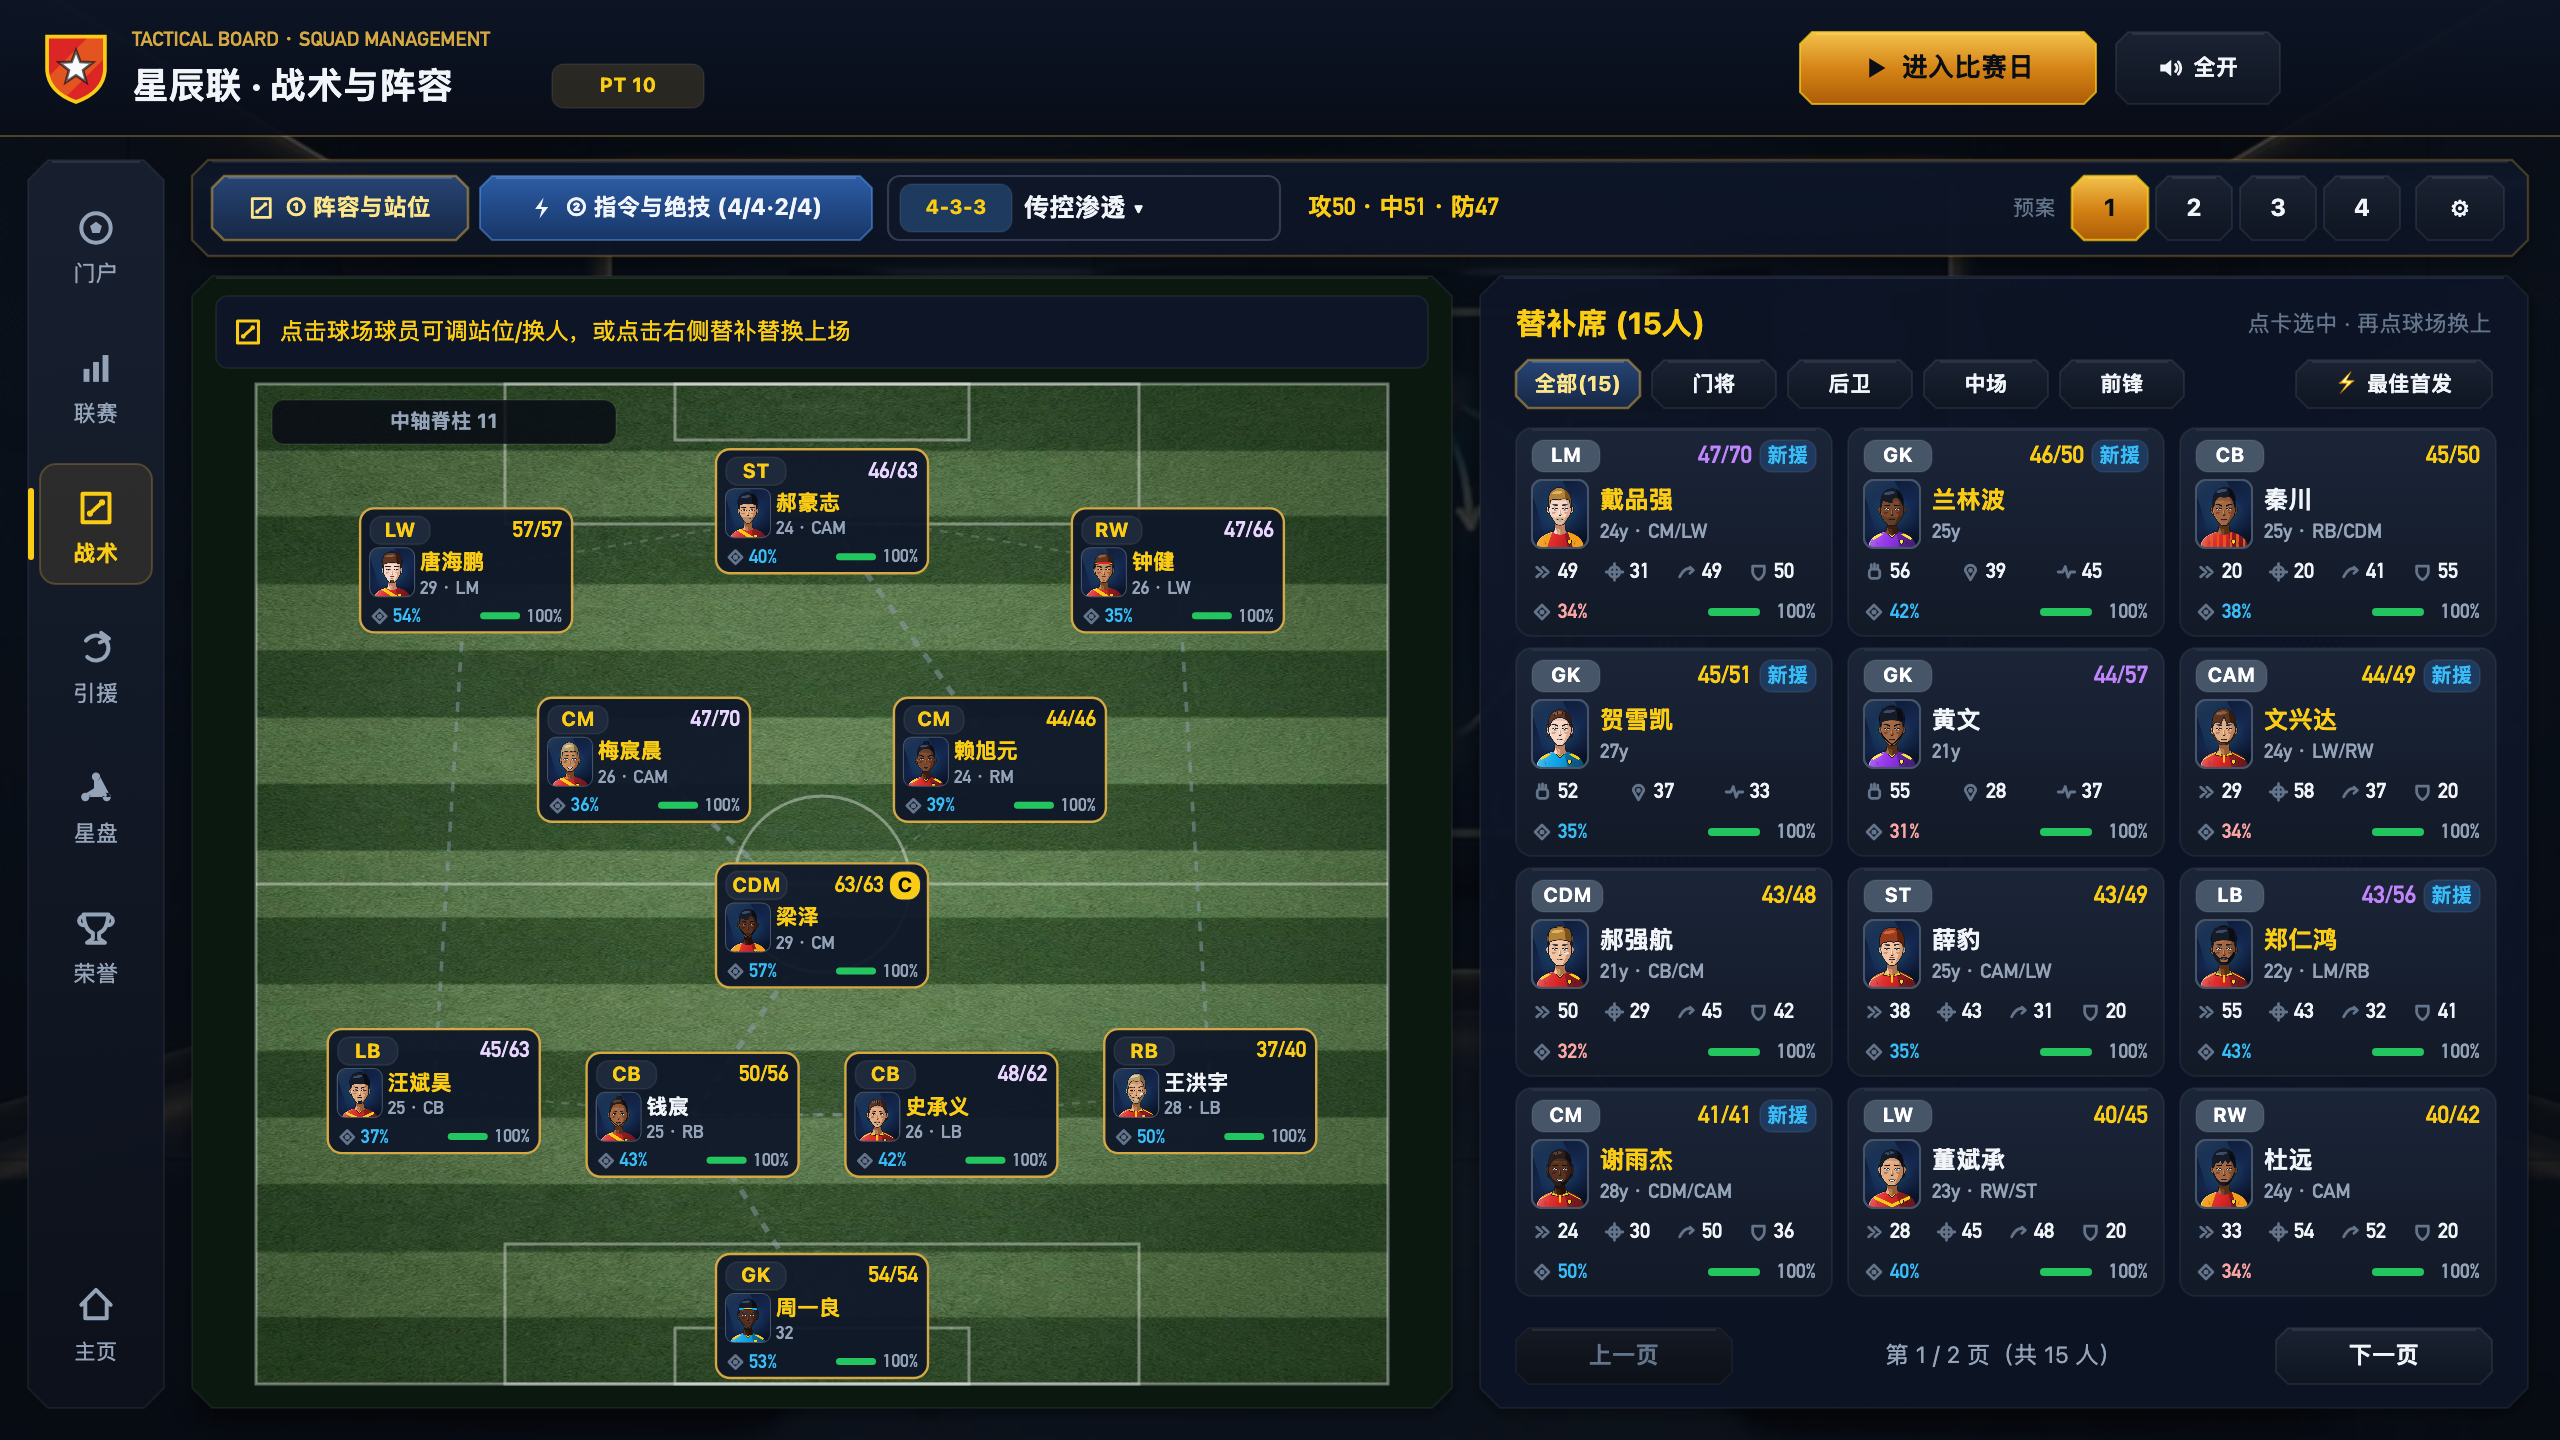 TACTICAL BOARD · SQUAD MANAGEMENT
星辰联 · 战术与阵容
PT 10
▶ 进入比赛日
全开
门户
联赛
战术
引援
星盘
荣誉
主页
① 阵容与站位
② 指令与绝技 (4/4·2/4)
4-3-3 传控渗透 ▾
攻50 · 中51 · 防47
预案 1 2 3 4
点击球场球员可调站位/换人，或点击右侧替补替换上场
中轴脊柱 11
ST 46/63
郝豪志
24 · CAM
40% 100%
LW 57/57
唐海鹏
29 · LM
54% 100%
RW 47/66
钟健
26 · LW
35% 100%
CM 47/70
梅宸晨
26 · CAM
36% 100%
CM 44/46
赖旭元
24 · RM
39% 100%
CDM 63/63 C
梁泽
29 · CM
57% 100%
LB 45/63
汪斌昊
25 · CB
37% 100%
CB 50/56
钱宸
25 · RB
43% 100%
CB 48/62
史承义
26 · LB
42% 100%
RB 37/40
王洪宇
28 · LB
50% 100%
GK 54/54
周一良
32
53% 100%
替补席 (15人)
点卡选中 · 再点球场换上
全部(15) 门将 后卫 中场 前锋
最佳首发
LM 47/70 新援
戴品强
24y · CM/LW
49 31 49 50
34% 100%
GK 46/50 新援
兰林波
25y
56 39 45
42% 100%
CB 45/50
秦川
25y · RB/CDM
20 20 41 55
38% 100%
GK 45/51 新援
贺雪凯
27y
52 37 33
35% 100%
GK 44/57
黄文
21y
55 28 37
31% 100%
CAM 44/49 新援
文兴达
24y · LW/RW
29 58 37 20
34% 100%
CDM 43/48
郝强航
21y · CB/CM
50 29 45 42
32% 100%
ST 43/49
薛豹
25y · CAM/LW
38 43 31 20
35% 100%
LB 43/56 新援
郑仁鸿
22y · LM/RB
55 43 32 41
43% 100%
CM 41/41 新援
谢雨杰
28y · CDM/CAM
24 30 50 36
50% 100%
LW 40/45
董斌承
23y · RW/ST
28 45 48 20
40% 100%
RW 40/42
杜远
24y · CAM
33 54 52 20
34% 100%
上一页
第 1 / 2 页（共 15 人）
下一页